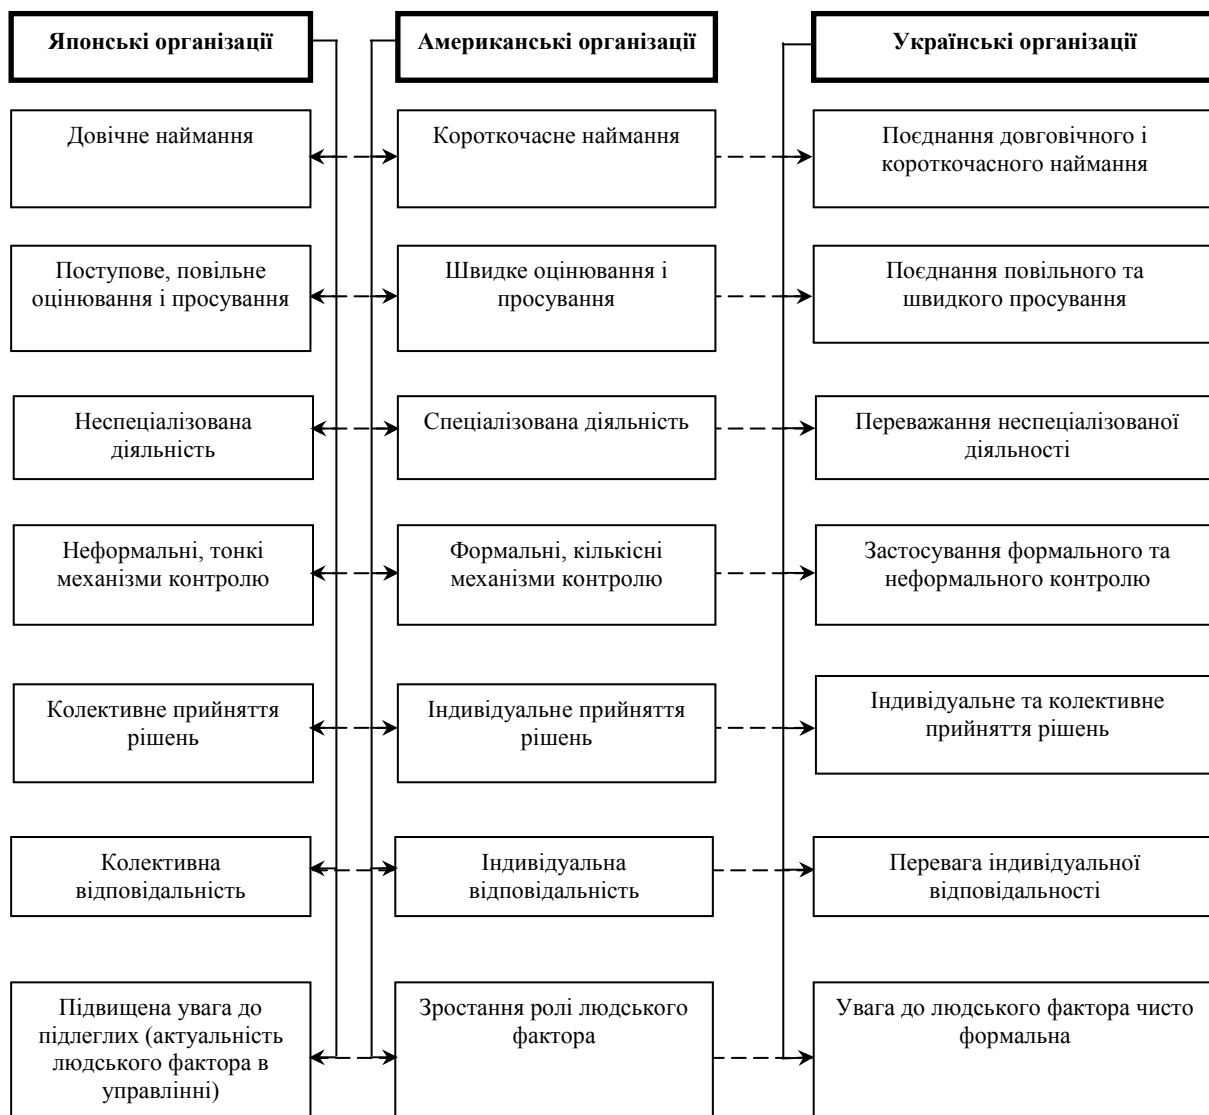 Японські організації
Американські організації
Українські організації
Довічне наймання
Короткочасне наймання
Поєднання довговічного і
короткочасного наймання
Поступове, повільне
оцінювання і просування
Швидке оцінювання і
просування
Поєднання повільного та
швидкого просування
Неспеціалізована
діяльність
Спеціалізована діяльність
Переважання неспеціалізованої
діяльності
Неформальні, тонкі
механізми контролю
Формальні, кількісні
механізми контролю
Застосування формального та
неформального контролю
Колективне прийняття
рішень
Індивідуальне прийняття
рішень
Індивідуальне та колективне
прийняття рішень
Колективна
відповідальність
Індивідуальна
відповідальність
Перевага індивідуальної
відповідальності
Підвищена увага до
підлеглих (актуальність
людського фактора в
управлінні)
Зростання ролі людського
фактора
Увага до людського фактора чисто
формальна